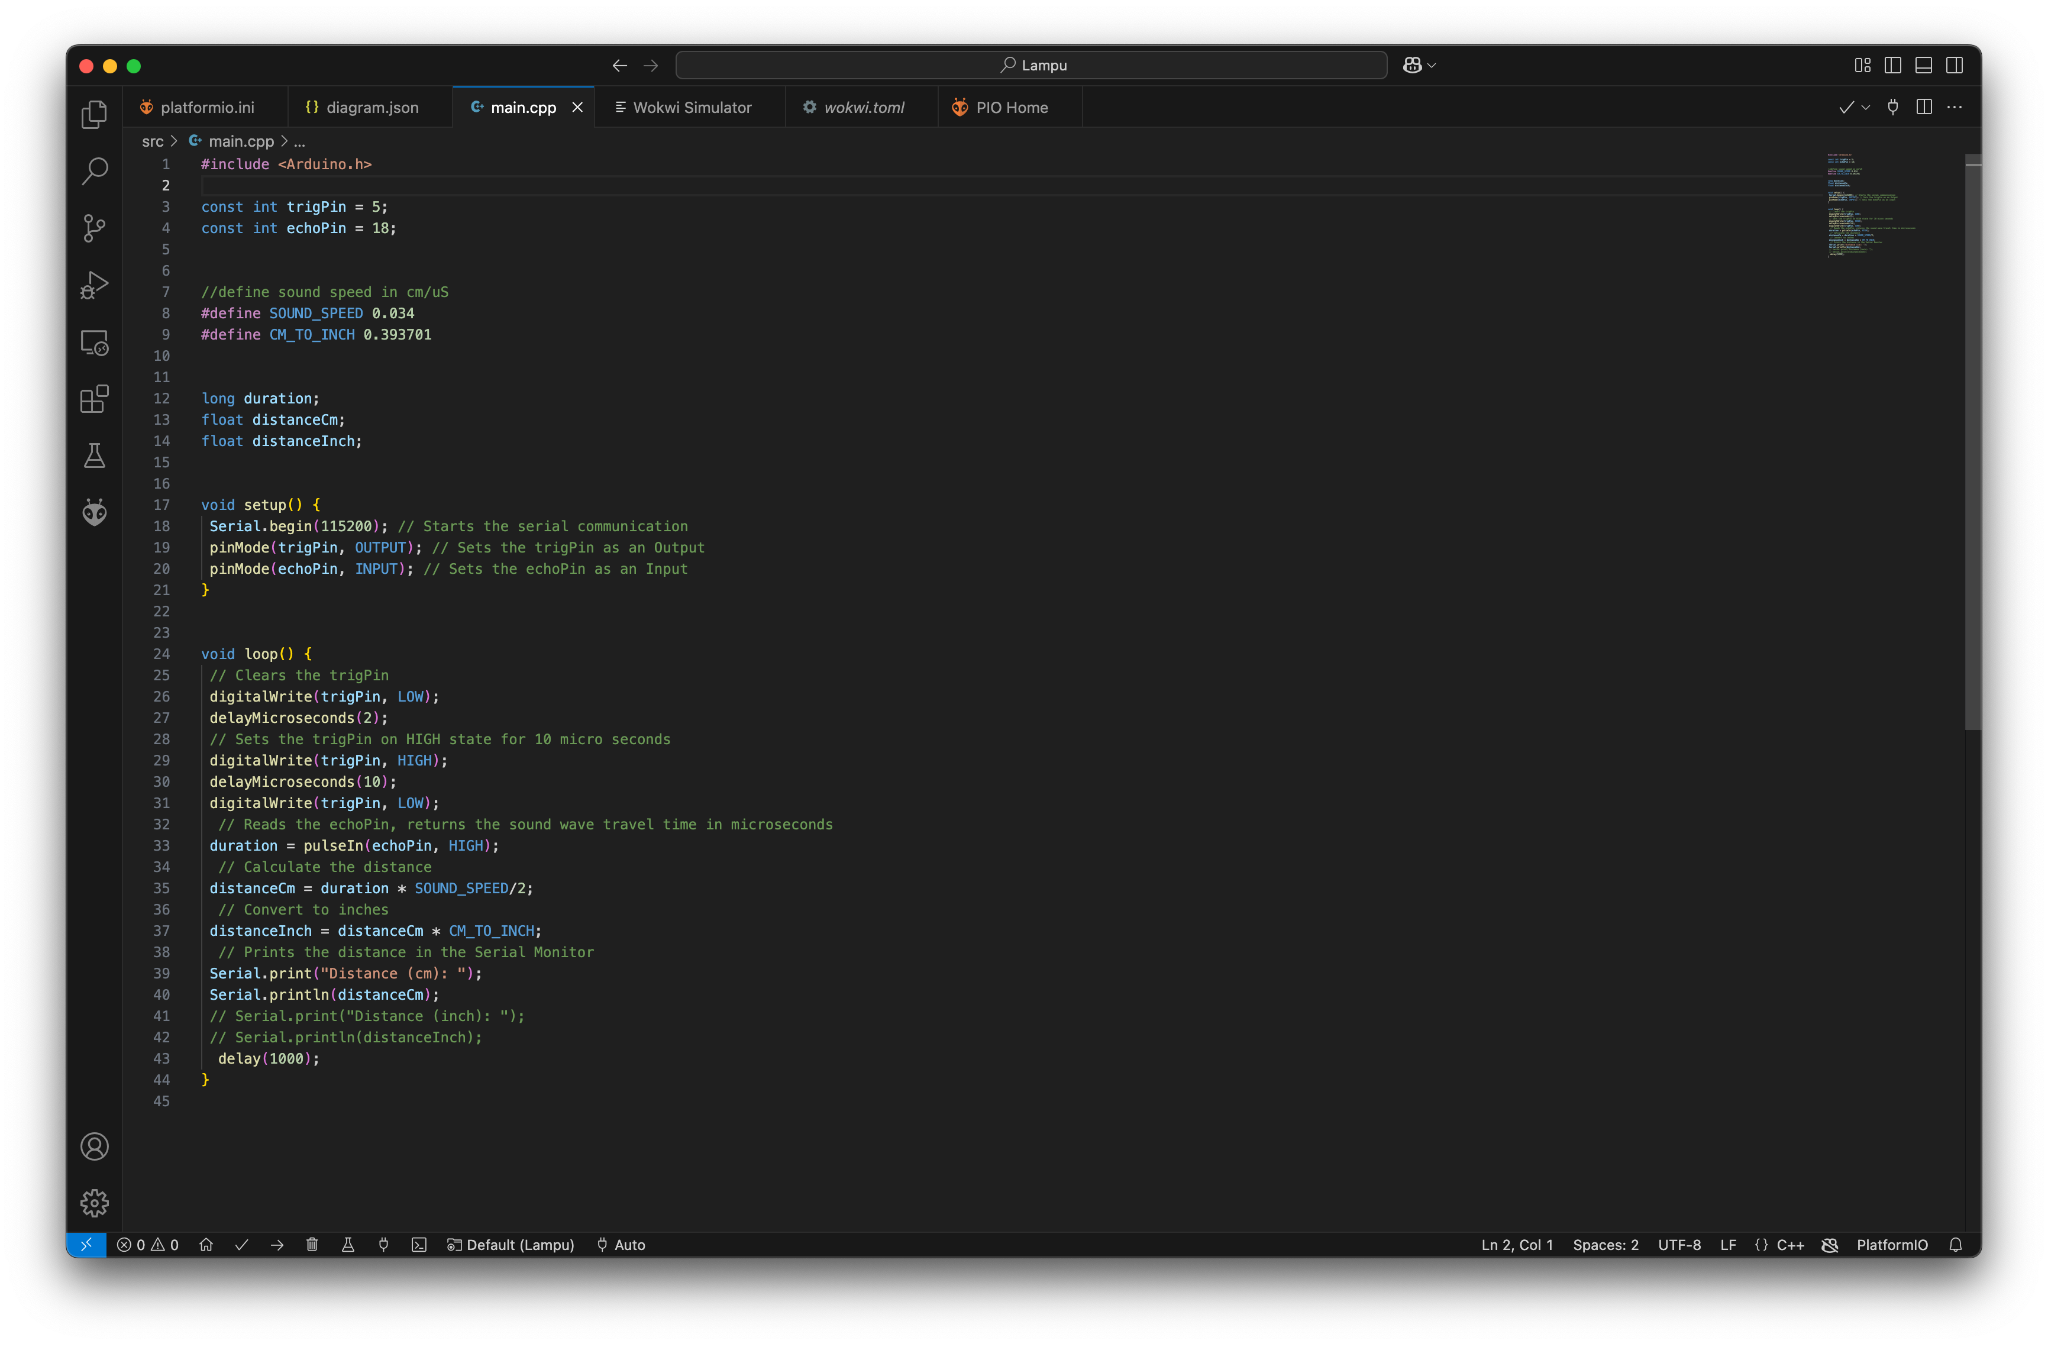 Lampu
platformio.ini
{} diagram.json
main.cpp
Wokwi Simulator
wokwi.toml
PIO Home
src > main.cpp > ...
1 #include <Arduino.h>
2
3 const int trigPin = 5;
4 const int echoPin = 18;
5
6
7 //define sound speed in cm/uS
8 #define SOUND_SPEED 0.034
9 #define CM_TO_INCH 0.393701
10
11
12 long duration;
13 float distanceCm;
14 float distanceInch;
15
16
17 void setup() {
18 Serial.begin(115200); // Starts the serial communication
19 pinMode(trigPin, OUTPUT); // Sets the trigPin as an Output
20 pinMode(echoPin, INPUT); // Sets the echoPin as an Input
21 }
22
23
24 void loop() {
25 // Clears the trigPin
26 digitalWrite(trigPin, LOW);
27 delayMicroseconds(2);
28 // Sets the trigPin on HIGH state for 10 micro seconds
29 digitalWrite(trigPin, HIGH);
30 delayMicroseconds(10);
31 digitalWrite(trigPin, LOW);
32 // Reads the echoPin, returns the sound wave travel time in microseconds
33 duration = pulseIn(echoPin, HIGH);
34 // Calculate the distance
35 distanceCm = duration * SOUND_SPEED/2;
36 // Convert to inches
37 distanceInch = distanceCm * CM_TO_INCH;
38 // Prints the distance in the Serial Monitor
39 Serial.print("Distance (cm): ");
40 Serial.println(distanceCm);
41 // Serial.print("Distance (inch): ");
42 // Serial.println(distanceInch);
43 delay(1000);
44 }
45
0 0 Default (Lampu) Auto Ln 2, Col 1 Spaces: 2 UTF-8 LF {} C++ PlatformIO